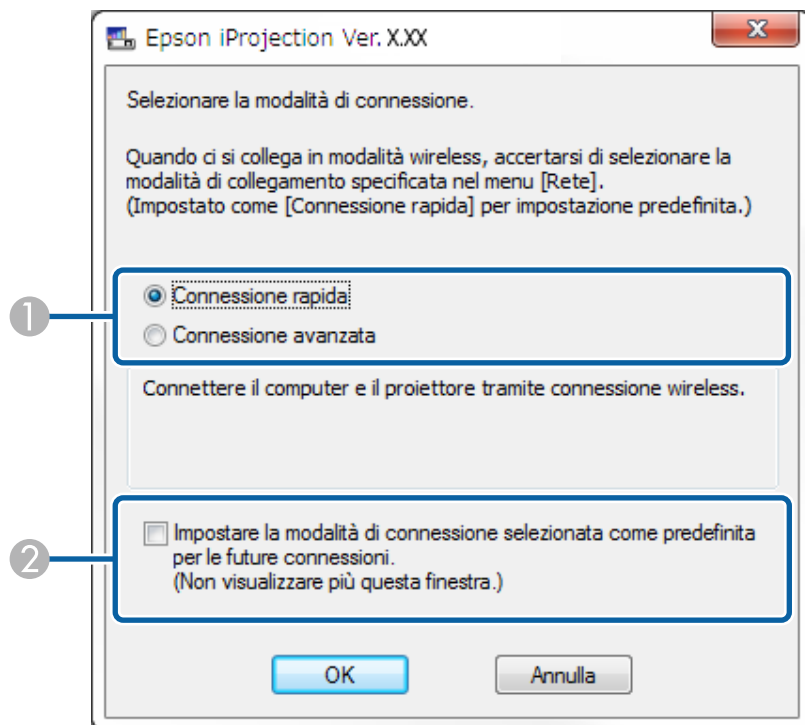 Epson iProjection Ver. X.XX
Selezionare la modalità di connessione.
Quando ci si collega in modalità wireless, accertarsi di selezionare la
modalità di collegamento specificata nel menu [Rete].
(Impostato come [Connessione rapida] per impostazione predefinita.)
1
Connessione rapida
Connessione avanzata
Connettere il computer e il proiettore tramite connessione wireless.
2
Impostare la modalità di connessione selezionata come predefinita
per le future connessioni.
(Non visualizzare più questa finestra.)
OK
Annulla